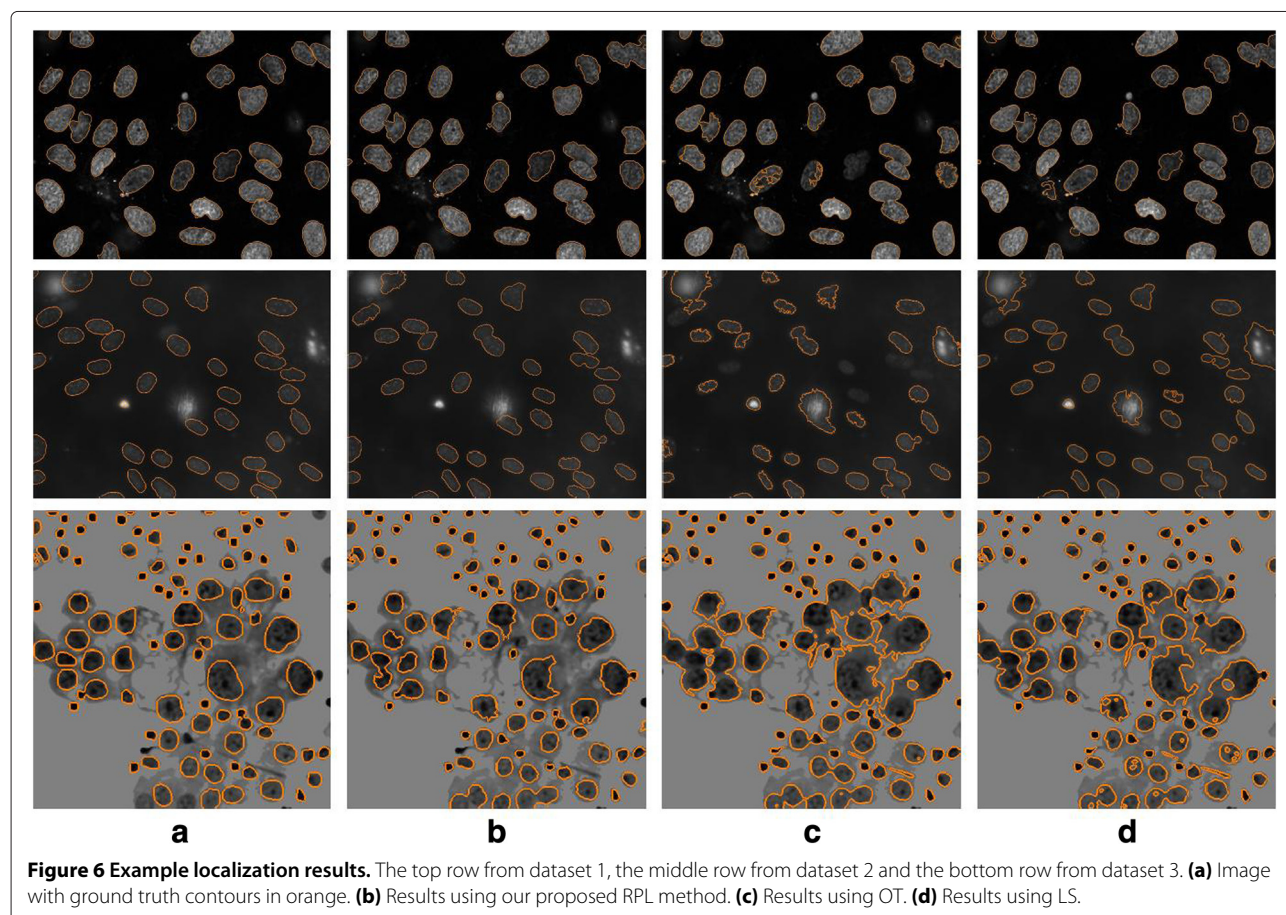 a b c d
Figure 6 Example localization results. The top row from dataset 1, the middle row from dataset 2 and the bottom row from dataset 3. (a) Image
with ground truth contours in orange. (b) Results using our proposed RPL method. (c) Results using OT. (d) Results using LS.